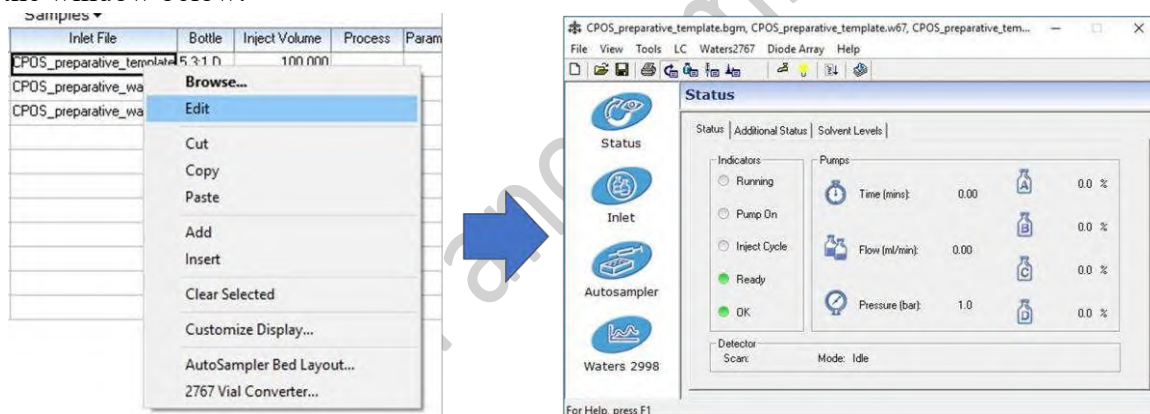 the window below.
Samples
Inlet File Bottle Inject Volume Process Param
CPOS_preparative_template 5,3:1,D 100.000
CPOS_preparative_wa
CPOS_preparative_wa
Browse...
Edit
Cut
Copy
Paste
Add
Insert
Clear Selected
Customize Display...
AutoSampler Bed Layout...
2767 Vial Converter...
CPOS_preparative_template.bgm, CPOS_preparative_template.w67, CPOS_preparative_tem...
File View Tools LC Waters2767 Diode Array Help
Status
Inlet
Autosampler
Waters 2998
Status
Status Additional Status Solvent Levels
Indicators
Running
Pump On
Inject Cycle
Ready
OK
Pumps
Time (mins): 0.00
Flow (ml/min): 0.00
Pressure (bar): 1.0
A 0.0 %
B 0.0 %
C 0.0 %
D 0.0 %
Detector
Scan: Mode: Idle
For Help, press F1